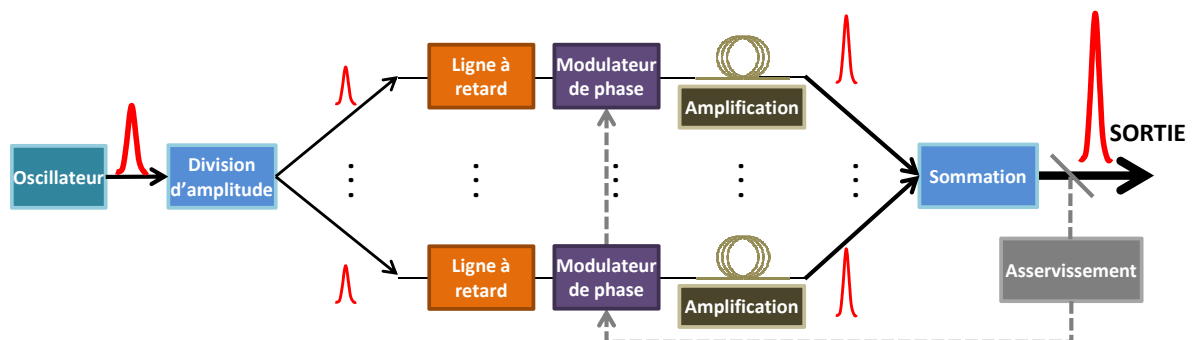 Oscillateur
Division
d'amplitude
Ligne à
retard
Modulateur
de phase
Amplification
Ligne à
retard
Modulateur
de phase
Amplification
Sommation
SORTIE
Asservissement